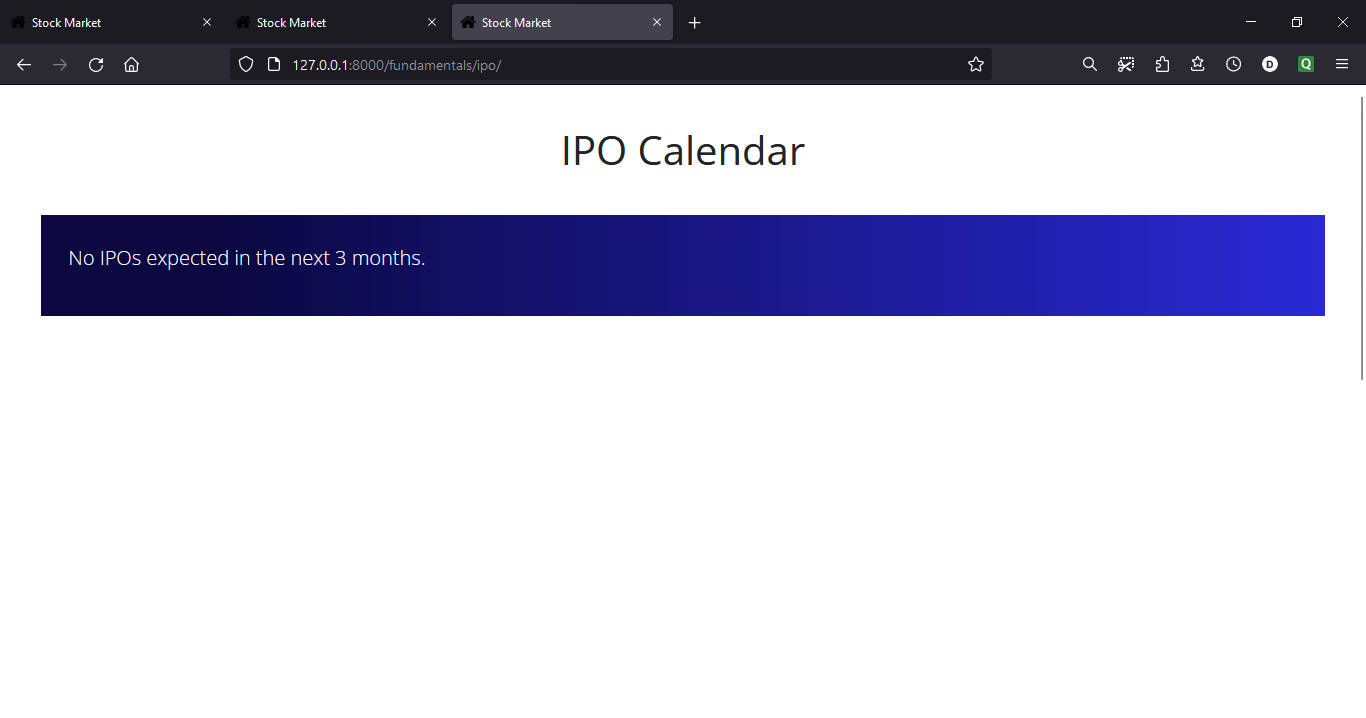 Stock Market
Stock Market
Stock Market
127.0.0.1:8000/fundamentals/ipo/
D
Q
IPO Calendar
No IPOs expected in the next 3 months.